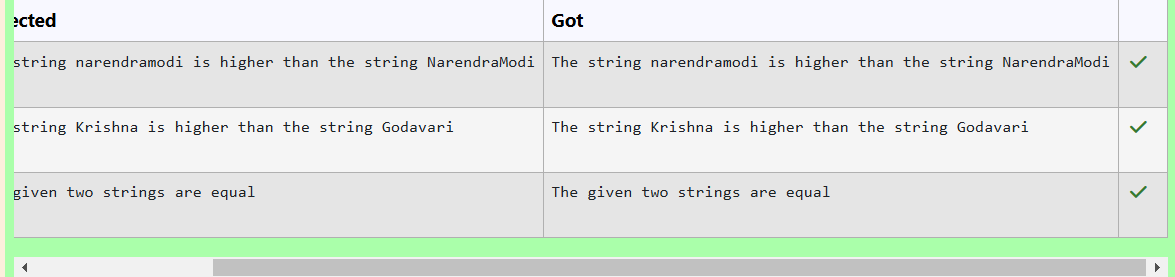 ected Got
string narendramodi is higher than the string NarendraModi The string narendramodi is higher than the string NarendraModi
string Krishna is higher than the string Godavari The string Krishna is higher than the string Godavari
given two strings are equal The given two strings are equal